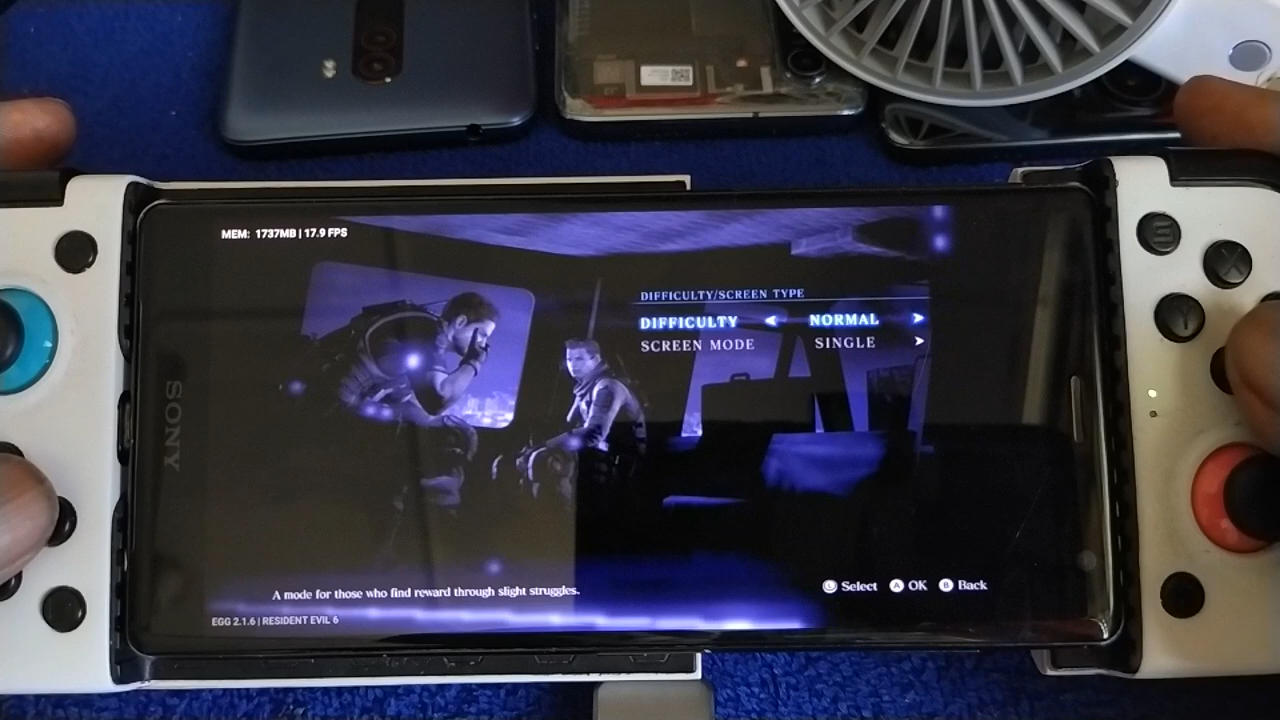 MEM: 1737MB | 17.9 FPS
DIFFICULTY/SCREEN TYPE
DIFFICULTY NORMAL
SCREEN MODE SINGLE
SONY
X
Y
A mode for those who find reward through slight struggles.
L Select A OK B Back
EGG 2.1.6 | RESIDENT EVIL 6